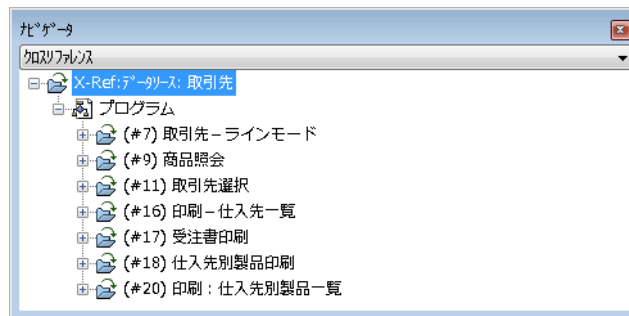 ﾅﾋﾞｹﾞｰﾀ
ｸﾛｽﾘﾌｧﾚﾝｽ
X-Ref:ﾃﾞｰﾀｿｰｽ: 取引先
プログラム
(#7) 取引先－ラインモード
(#9) 商品照会
(#11) 取引先選択
(#16) 印刷－仕入先一覧
(#17) 受注書印刷
(#18) 仕入先別製品印刷
(#20) 印刷：仕入先別製品一覧